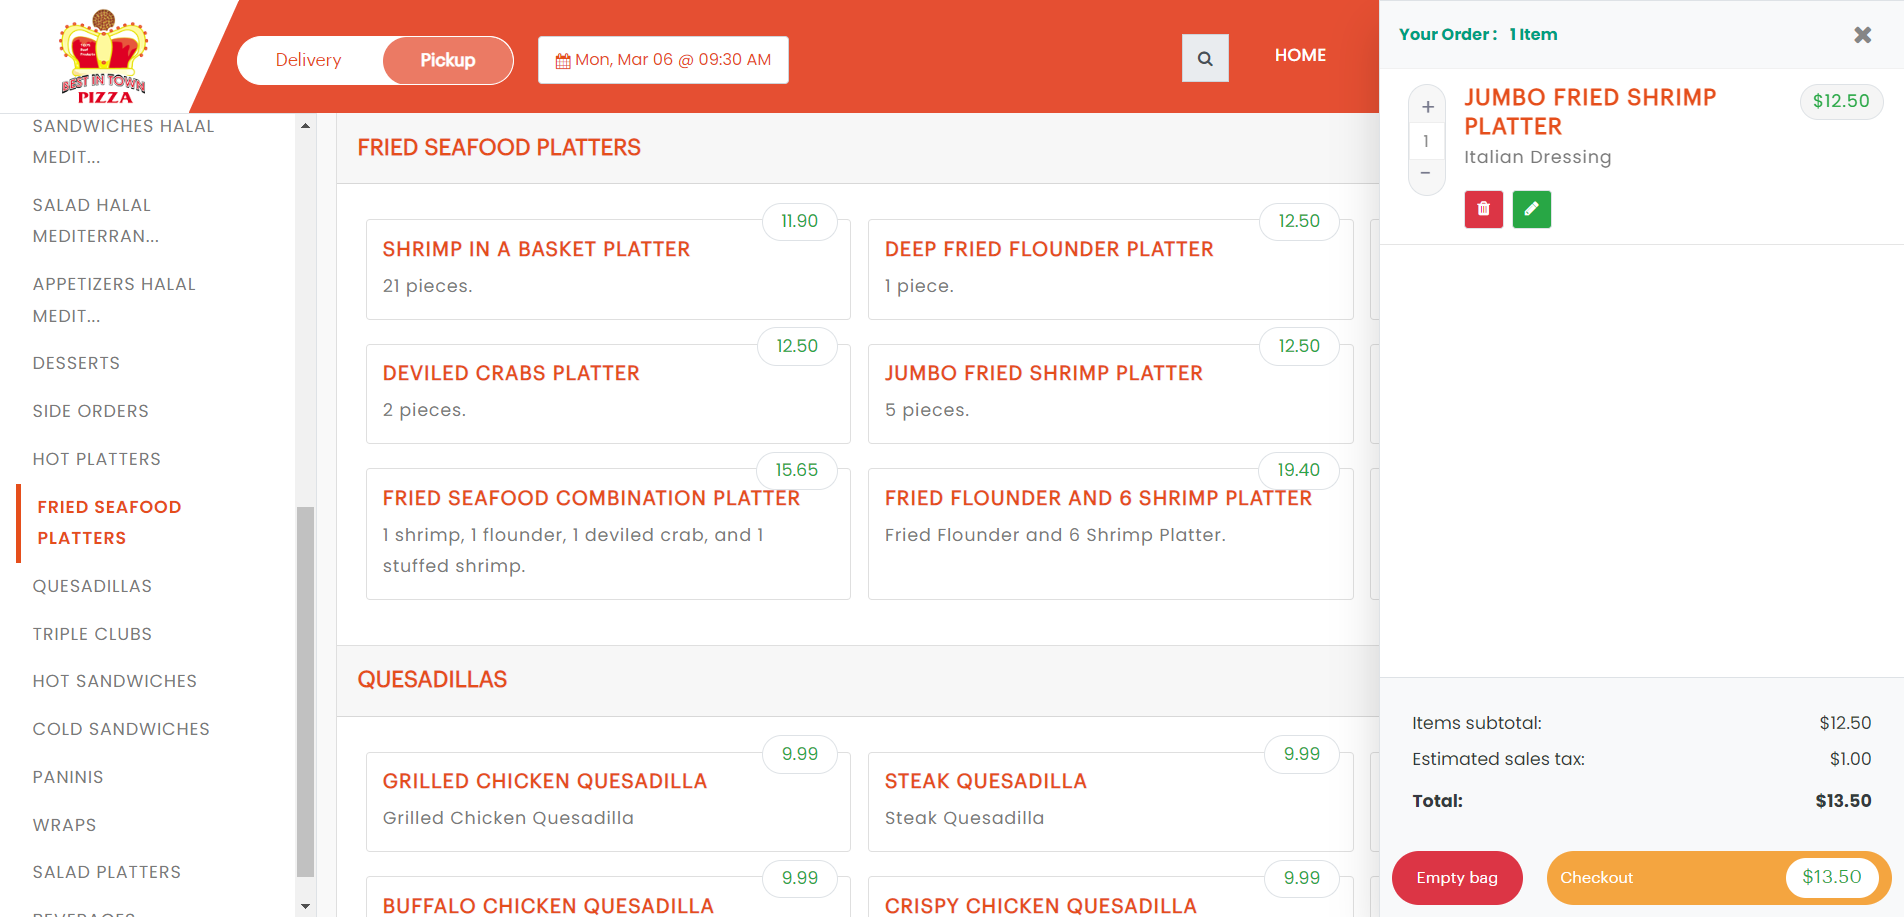 BEST IN TOWN
PIZZA
Delivery
Pickup
Mon, Mar 06 @ 09:30 AM
HOME
SANDWICHES HALAL
MEDIT...
SALAD HALAL
MEDITERRAN...
APPETIZERS HALAL
MEDIT...
DESSERTS
SIDE ORDERS
HOT PLATTERS
FRIED SEAFOOD
PLATTERS
QUESADILLAS
TRIPLE CLUBS
HOT SANDWICHES
COLD SANDWICHES
PANINIS
WRAPS
SALAD PLATTERS
BEVERAGES
FRIED SEAFOOD PLATTERS
11.90
SHRIMP IN A BASKET PLATTER
21 pieces.
12.50
DEEP FRIED FLOUNDER PLATTER
1 piece.
12.50
DEVILED CRABS PLATTER
2 pieces.
12.50
JUMBO FRIED SHRIMP PLATTER
5 pieces.
15.65
FRIED SEAFOOD COMBINATION PLATTER
1 shrimp, 1 flounder, 1 deviled crab, and 1
stuffed shrimp.
19.40
FRIED FLOUNDER AND 6 SHRIMP PLATTER
Fried Flounder and 6 Shrimp Platter.
QUESADILLAS
9.99
GRILLED CHICKEN QUESADILLA
Grilled Chicken Quesadilla
9.99
STEAK QUESADILLA
Steak Quesadilla
9.99
BUFFALO CHICKEN QUESADILLA
9.99
CRISPY CHICKEN QUESADILLA
Your Order : 1 Item
+
1
−
JUMBO FRIED SHRIMP
PLATTER
$12.50
Italian Dressing
Items subtotal: $12.50
Estimated sales tax: $1.00
Total: $13.50
Empty bag
Checkout
$13.50